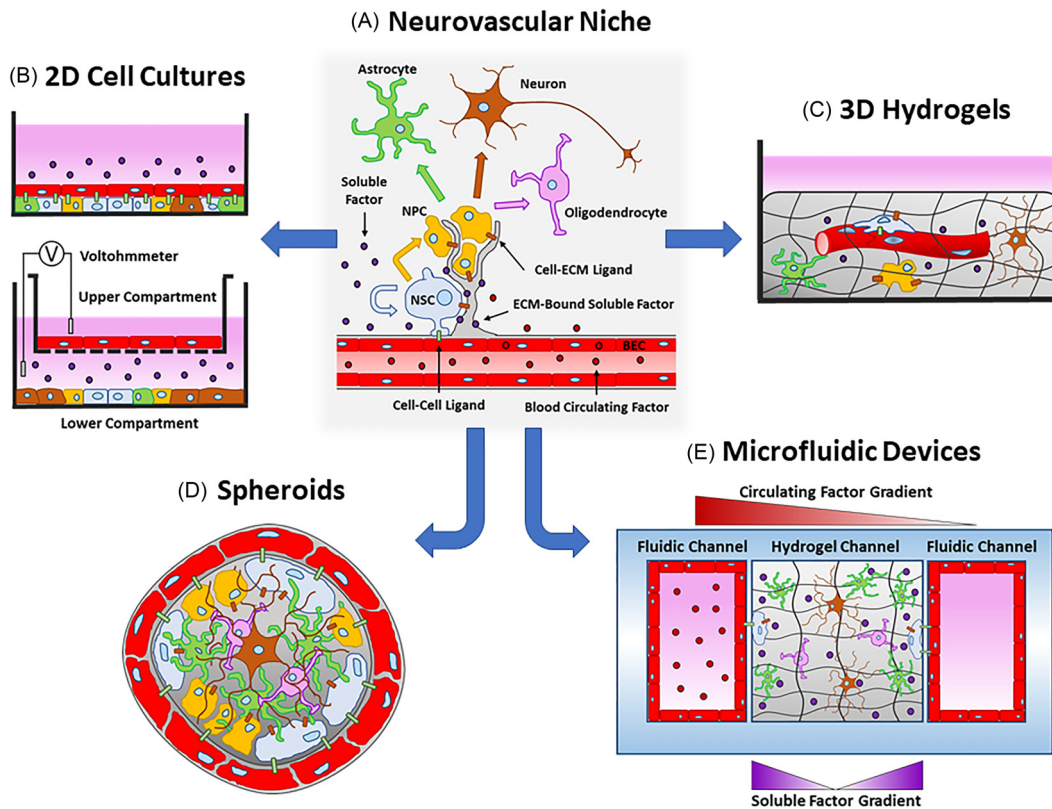 (A) Neurovascular Niche
Astrocyte
Neuron
Soluble
Factor
NPC
Oligodendrocyte
Cell-ECM Ligand
NSC
ECM-Bound Soluble Factor
BEC
Cell-Cell Ligand
Blood Circulating Factor
(B) 2D Cell Cultures
V
Voltohmmeter
Upper Compartment
Lower Compartment
(C) 3D Hydrogels
(D) Spheroids
(E) Microfluidic Devices
Circulating Factor Gradient
Fluidic Channel Hydrogel Channel Fluidic Channel
Soluble Factor Gradient